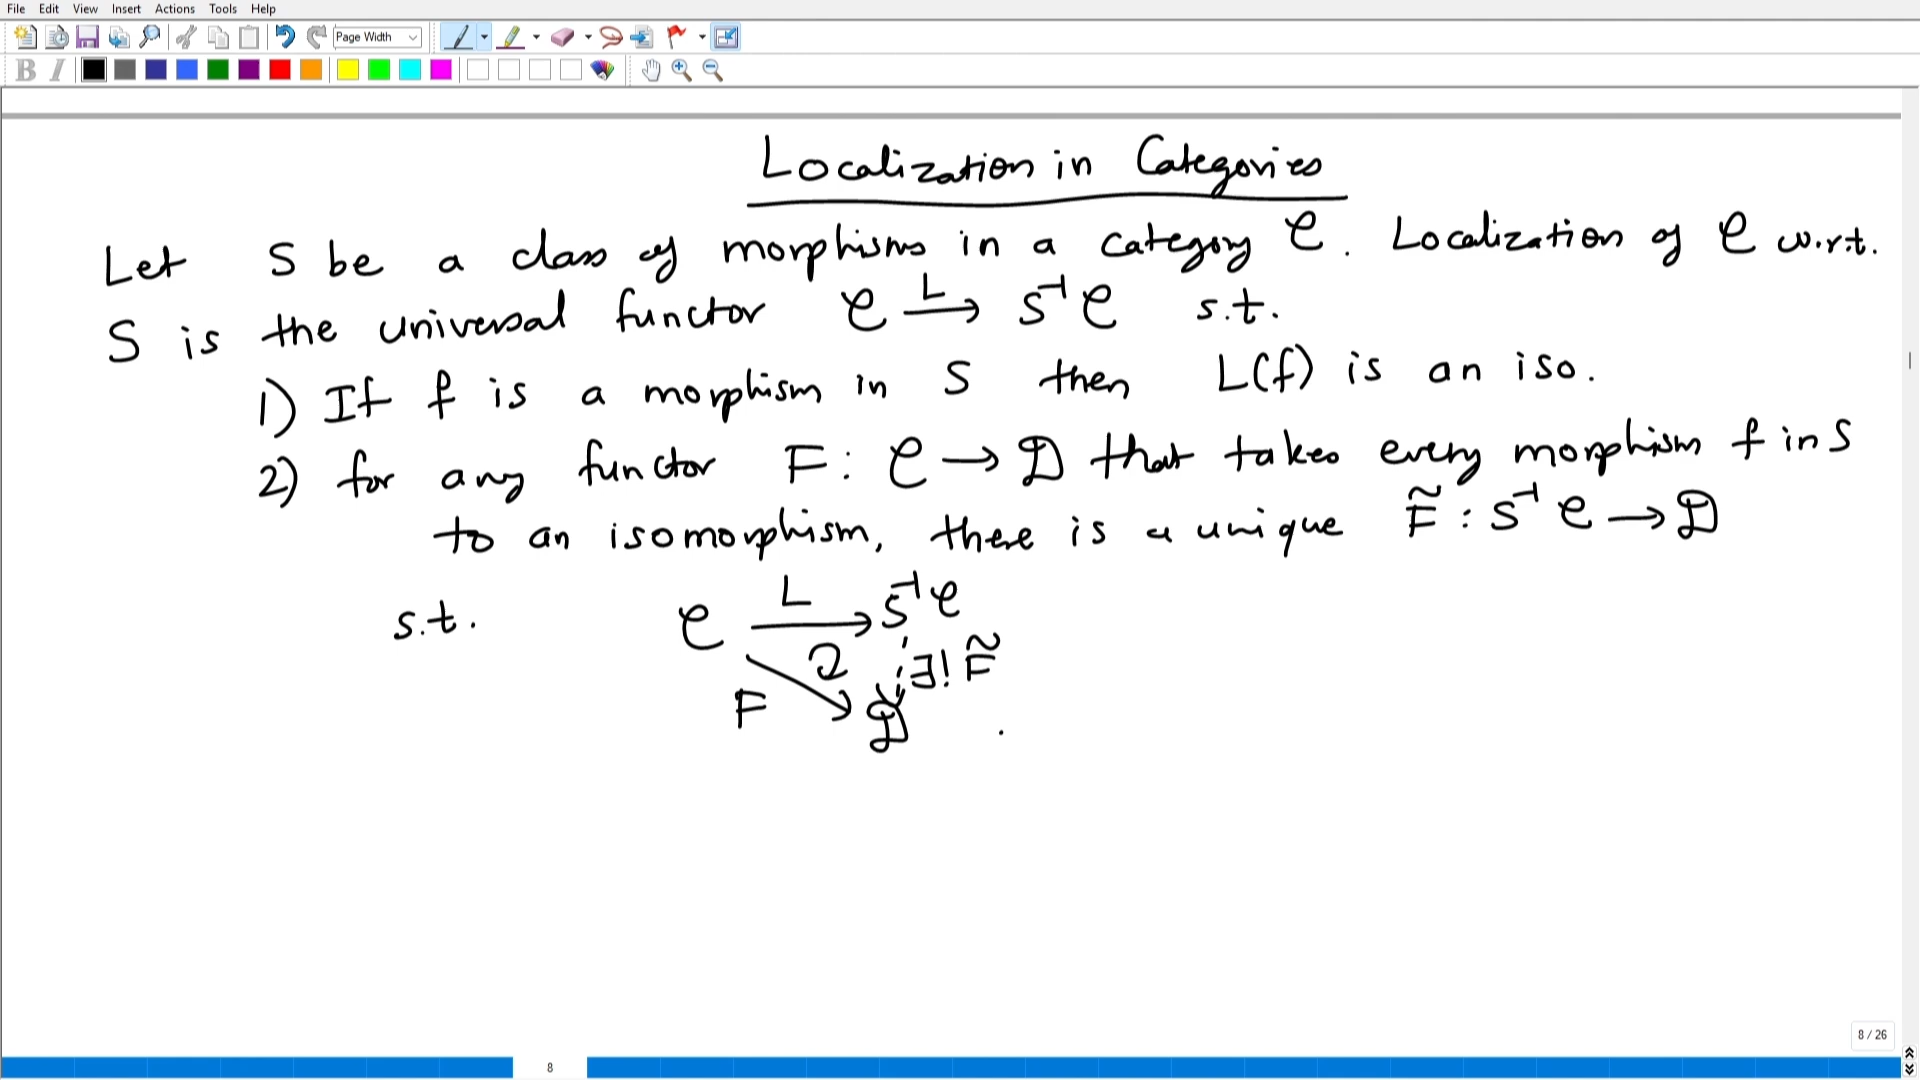 File Edit View Insert Actions Tools Help
Page Width
B I
Localization in Categories
Let S be a class of morphisms in a category C. Localization of C w.r.t.
S is the universal functor C —L→ S⁻¹C s.t.
1) If f is a morphism in S then L(f) is an iso.
2) for any functor F: C → D that takes every morphism f in S
to an isomorphism, there is a unique F̃ : S⁻¹C → D
s.t. C —L→ S⁻¹C
∃! F̃
F
D .
8 / 26
8